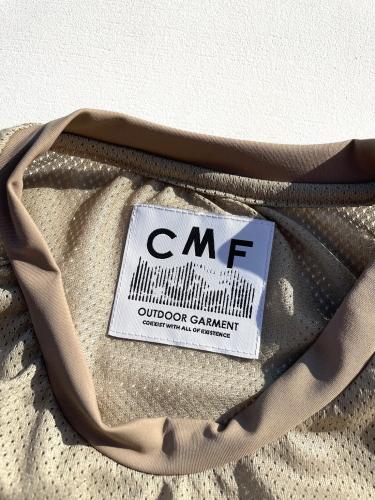 CMF
OUTDOOR GARMENT
COEXIST WITH ALL OF EXISTENCE